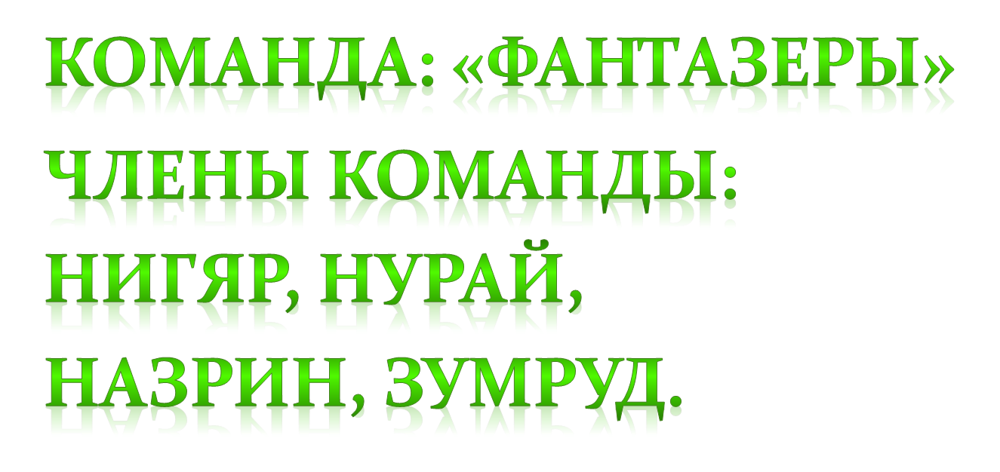 КОМАНДА: «ФАНТАЗЕРЫ»
ЧЛЕНЫ КОМАНДЫ:
НИГЯР, НУРАЙ,
НАЗРИН, ЗУМРУД.